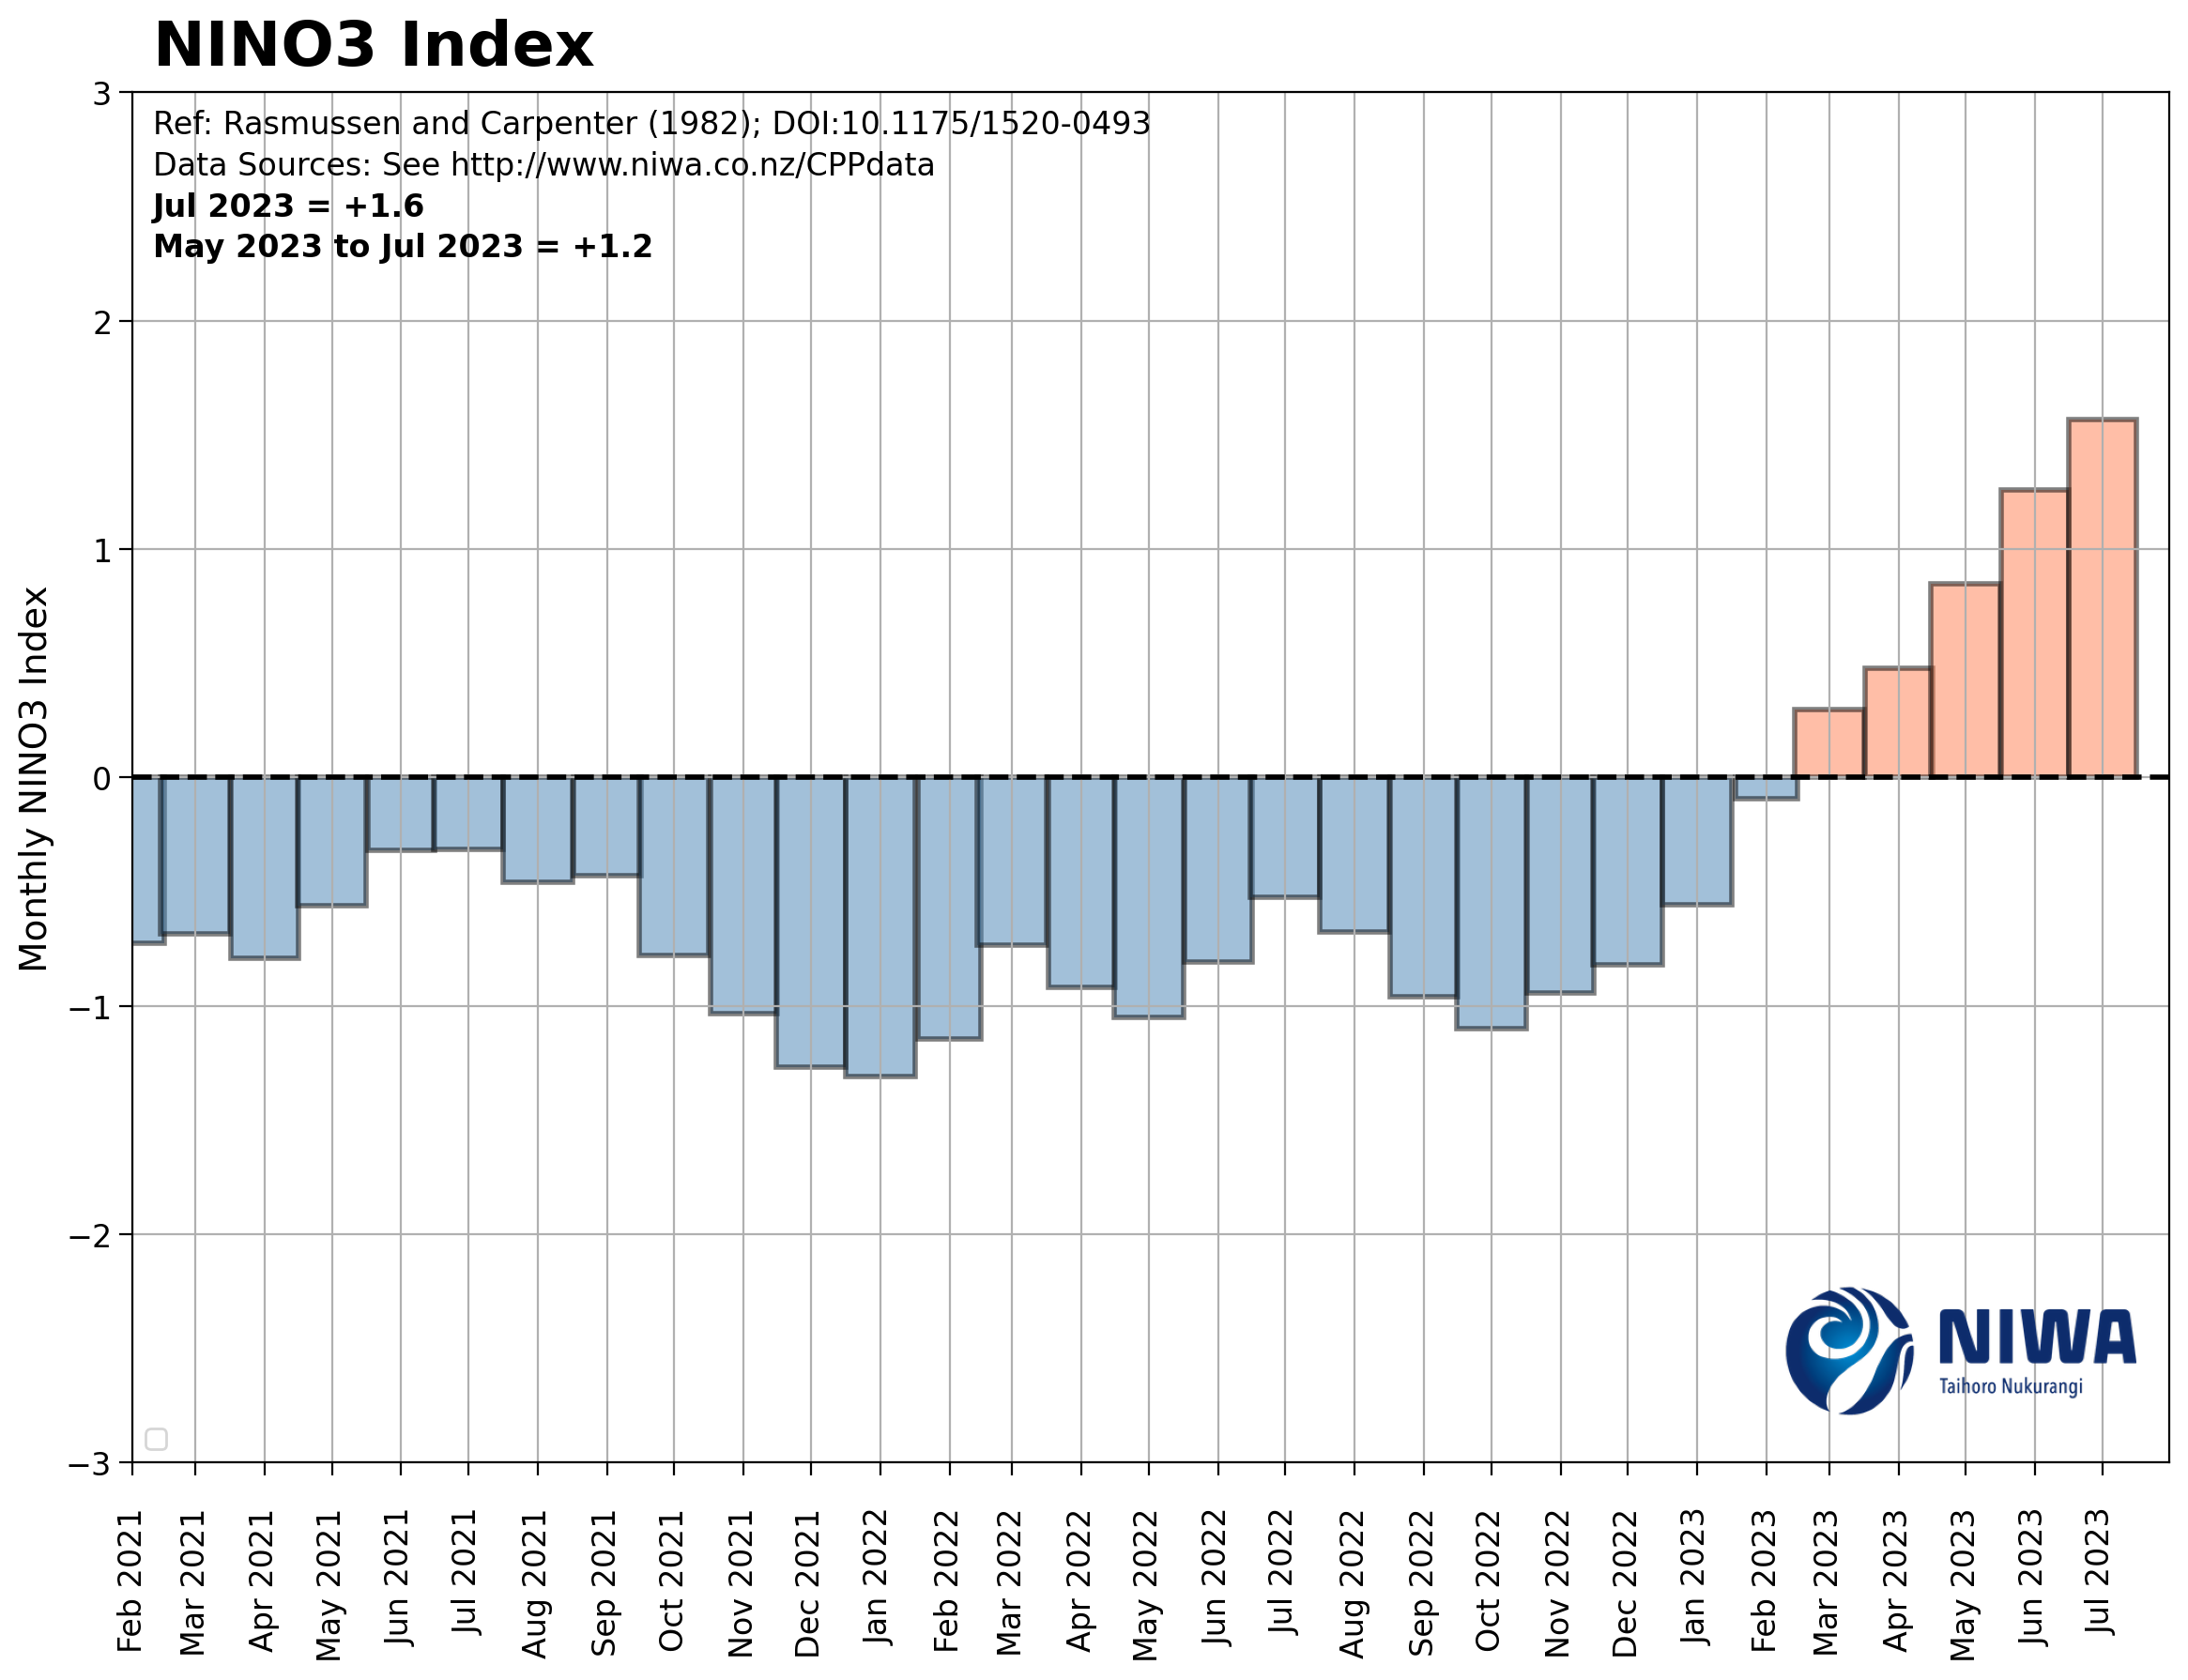 NINO3 Index
Ref: Rasmussen and Carpenter (1982); DOI:10.1175/1520-0493
Data Sources: See http://www.niwa.co.nz/CPPdata
Jul 2023 = +1.6
May 2023 to Jul 2023 = +1.2
Monthly NINO3 Index
3
2
1
0
−1
−2
−3
NIWA
Taihoro Nukurangi
Feb 2021
Mar 2021
Apr 2021
May 2021
Jun 2021
Jul 2021
Aug 2021
Sep 2021
Oct 2021
Nov 2021
Dec 2021
Jan 2022
Feb 2022
Mar 2022
Apr 2022
May 2022
Jun 2022
Jul 2022
Aug 2022
Sep 2022
Oct 2022
Nov 2022
Dec 2022
Jan 2023
Feb 2023
Mar 2023
Apr 2023
May 2023
Jun 2023
Jul 2023